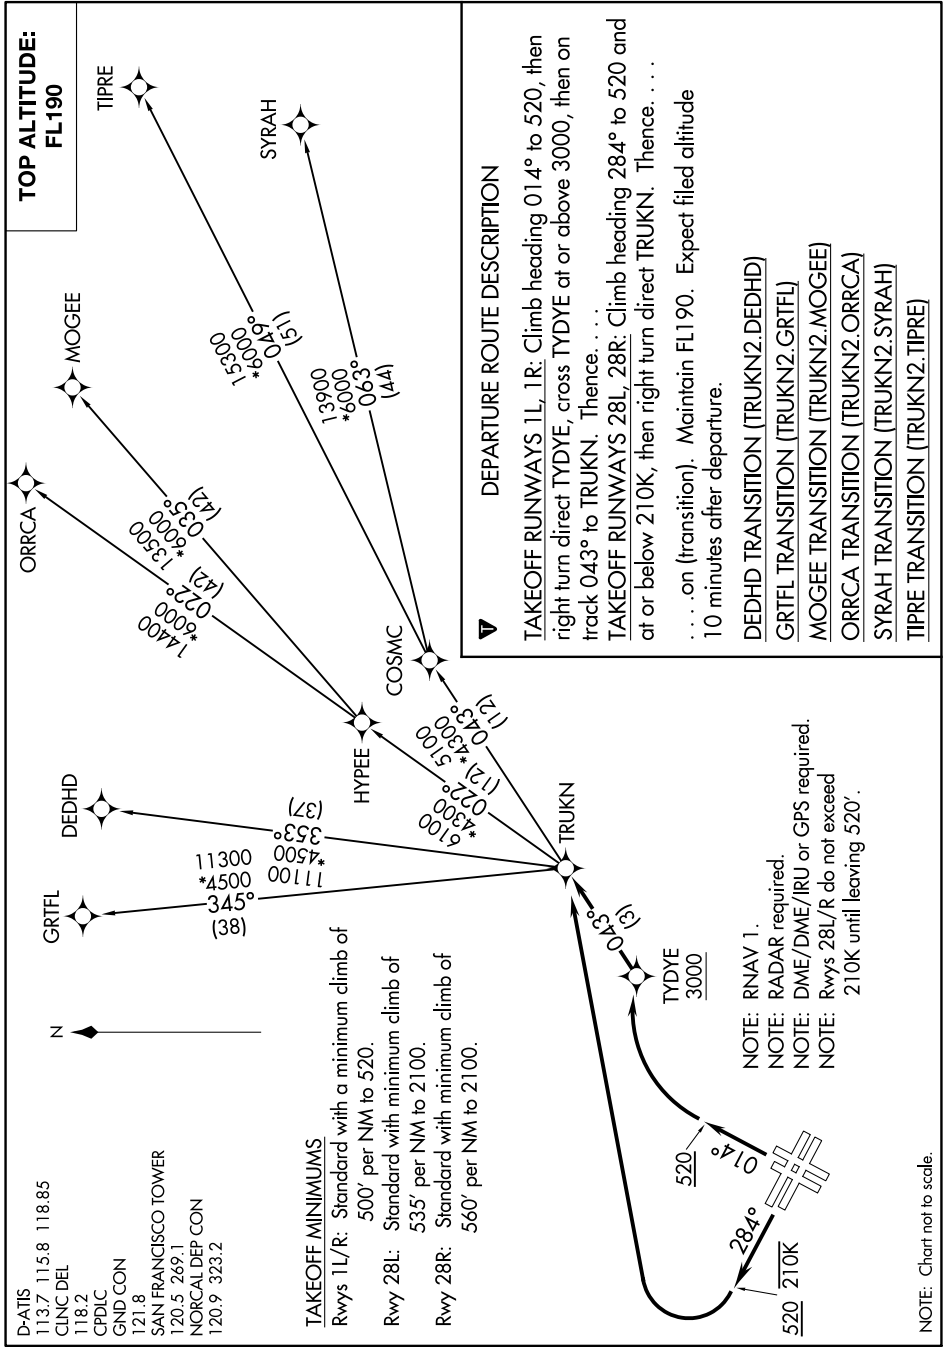 TOP ALTITUDE:
FL190
D-ATIS
113.7 115.8 118.85
CLNC DEL
118.2
CPDLC
GND CON
121.8
SAN FRANCISCO TOWER
120.5 269.1
NORCAL DEP CON
120.9 323.2
N
TAKEOFF MINIMUMS
Rwys 1L/R: Standard with a minimum climb of
500' per NM to 520.
Rwy 28L: Standard with minimum climb of
535' per NM to 2100.
Rwy 28R: Standard with minimum climb of
560' per NM to 2100.
GRTFL
11300
*4500
345°
(38)
DEDHD
(37)
353°
*4500
11100
ORRCA
14400
*6000
022°
(42)
MOGEE
13500
*6000
035°
(42)
TIPRE
15300
*6000
049°
(51)
SYRAH
13900
*6000
063°
(44)
HYPEE
6100
*4300
022°
(12)
COSMC
5100
*4300
043°
(12)
TRUKN
043°
(3)
TYDYE
3000
520
014°
284°
520 210K
NOTE: RNAV 1.
NOTE: RADAR required.
NOTE: DME/DME/IRU or GPS required.
NOTE: Rwys 28L/R do not exceed
210K until leaving 520'.
NOTE: Chart not to scale.
T
DEPARTURE ROUTE DESCRIPTION
TAKEOFF RUNWAYS 1L, 1R: Climb heading 014° to 520, then
right turn direct TYDYE, cross TYDYE at or above 3000, then on
track 043° to TRUKN. Thence. . . .
TAKEOFF RUNWAYS 28L, 28R: Climb heading 284° to 520 and
at or below 210K, then right turn direct TRUKN. Thence. . . .
. . . .on (transition). Maintain FL190. Expect filed altitude
10 minutes after departure.
DEDHD TRANSITION (TRUKN2.DEDHD)
GRTFL TRANSITION (TRUKN2.GRTFL)
MOGEE TRANSITION (TRUKN2.MOGEE)
ORRCA TRANSITION (TRUKN2.ORRCA)
SYRAH TRANSITION (TRUKN2.SYRAH)
TIPRE TRANSITION (TRUKN2.TIPRE)